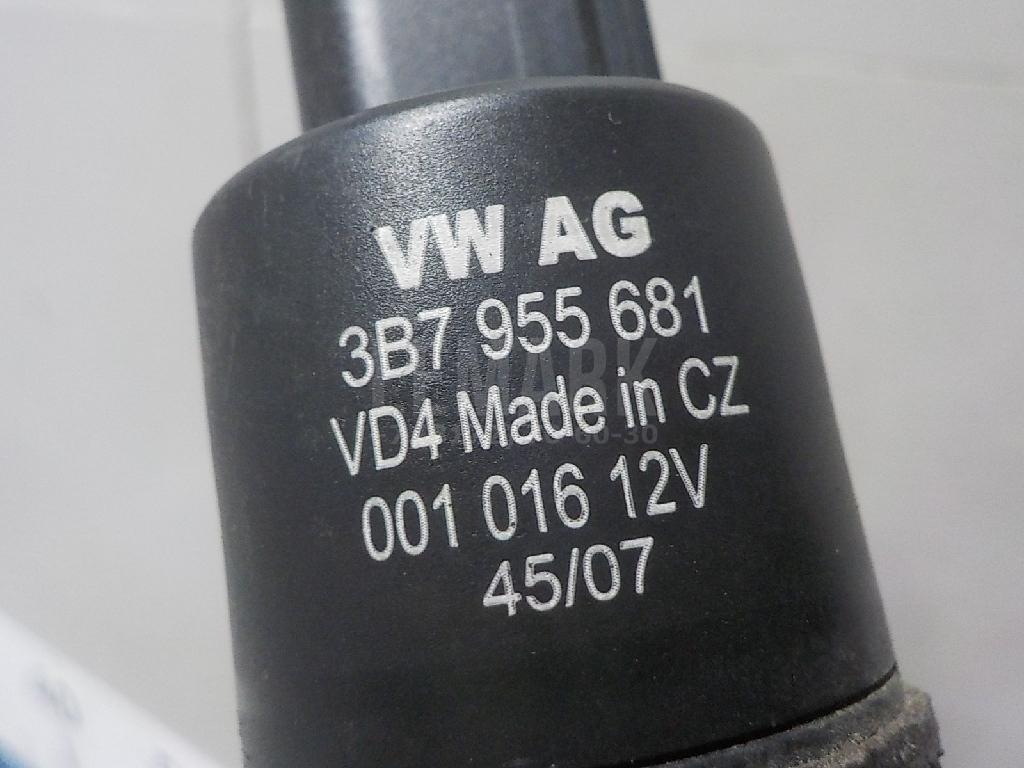 VW AG
3B7 955 681
VD4 Made in CZ
001 016 12V
45/07